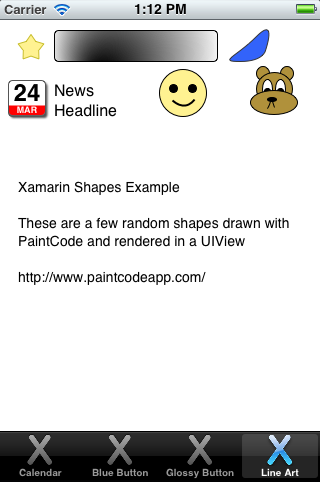 Carrier 1:12 PM
24
MAR
News
Headline
Xamarin Shapes Example
These are a few random shapes drawn with
PaintCode and rendered in a UIView
http://www.paintcodeapp.com/
Calendar Blue Button Glossy Button Line Art